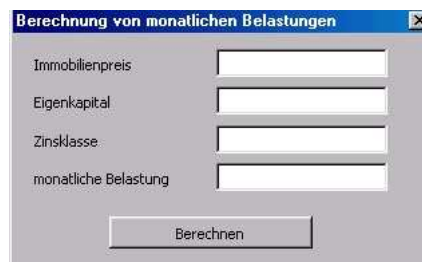 Berechnung von monatlichen Belastungen
Immobilienpreis
Eigenkapital
Zinsklasse
monatliche Belastung
Berechnen